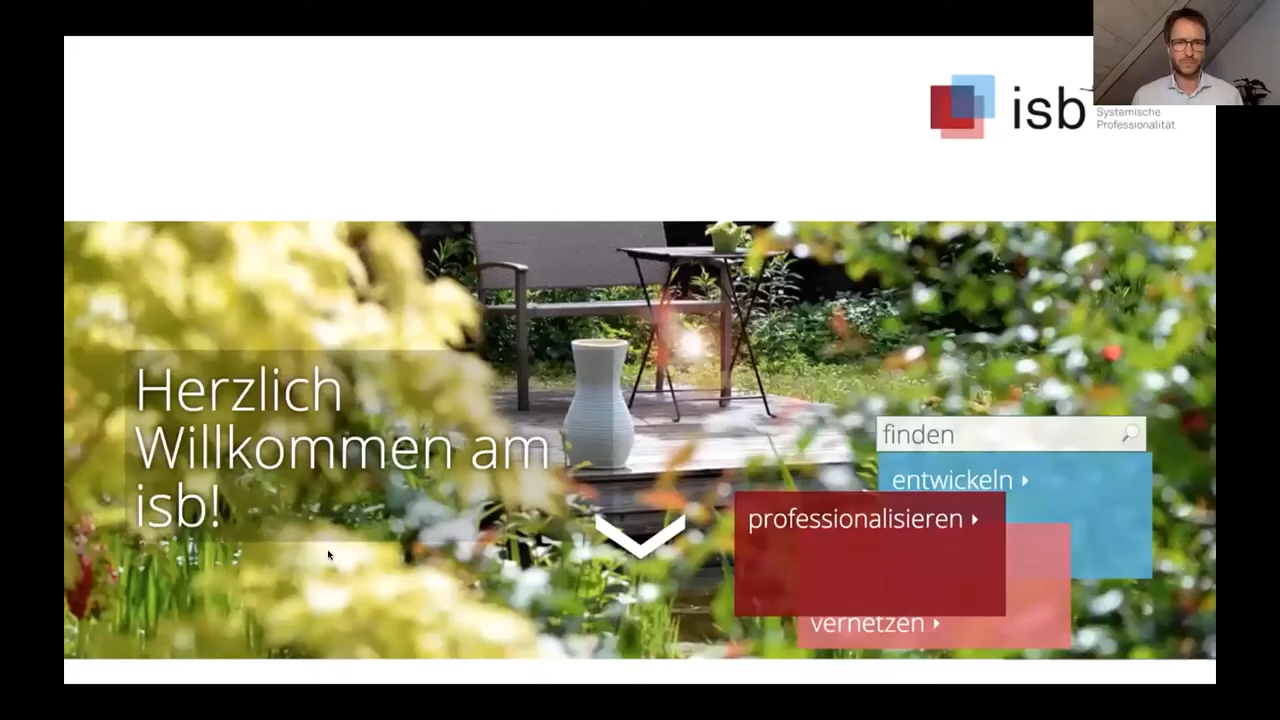 isb
Systemische
Professionalität
Herzlich
Willkommen am
isb!
finden
entwickeln
professionalisieren
vernetzen